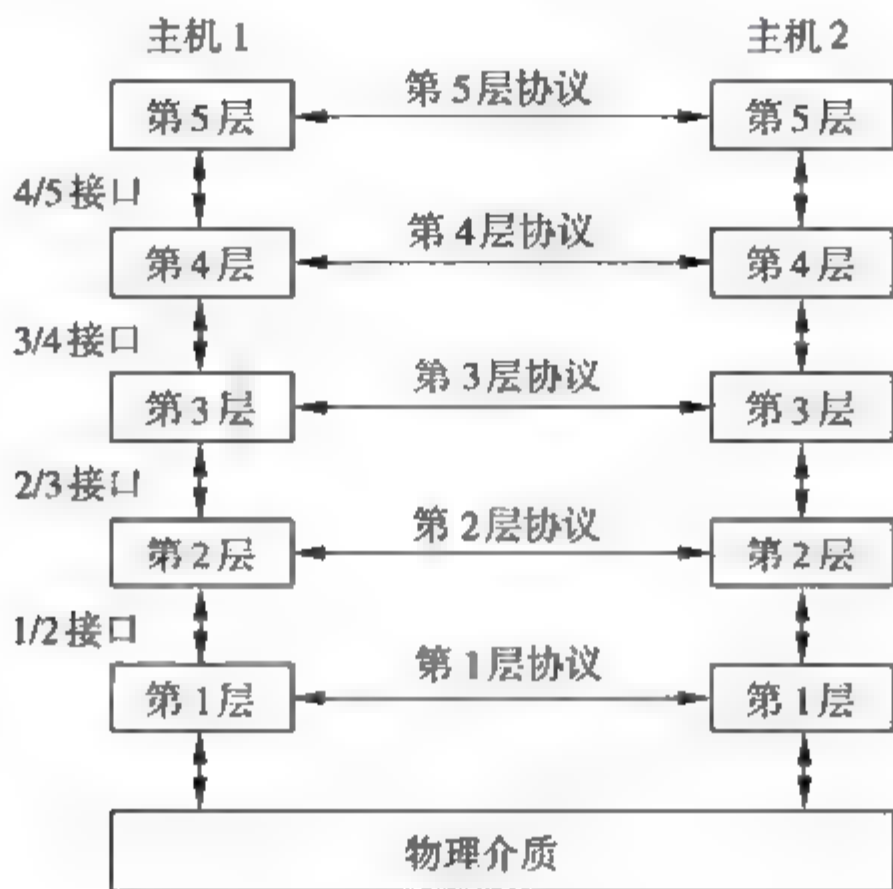 主机 1 主机 2
第 5 层 第 5 层协议 第 5 层
4/5 接口
第 4 层 第 4 层协议 第 4 层
3/4 接口
第 3 层 第 3 层协议 第 3 层
2/3 接口
第 2 层 第 2 层协议 第 2 层
1/2 接口
第 1 层 第 1 层协议 第 1 层
物理介质